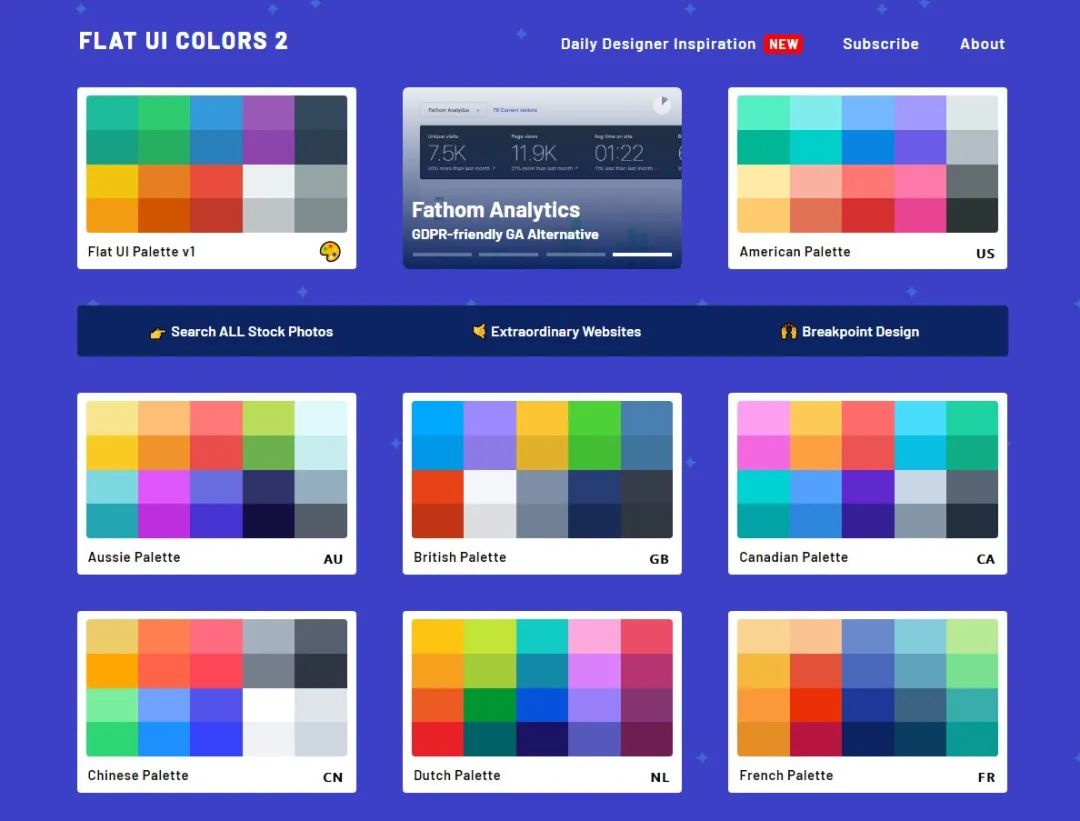 FLAT UI COLORS 2
Daily Designer Inspiration NEW Subscribe About
Flat UI Palette v1
Fathom Analytics
75 Current visitors
Unique visits
Page views
Avg time on site
7.5K
11.9K
01:22
Fathom Analytics
GDPR-friendly GA Alternative
American Palette US
Search ALL Stock Photos
Extraordinary Websites
Breakpoint Design
Aussie Palette AU
British Palette GB
Canadian Palette CA
Chinese Palette CN
Dutch Palette NL
French Palette FR